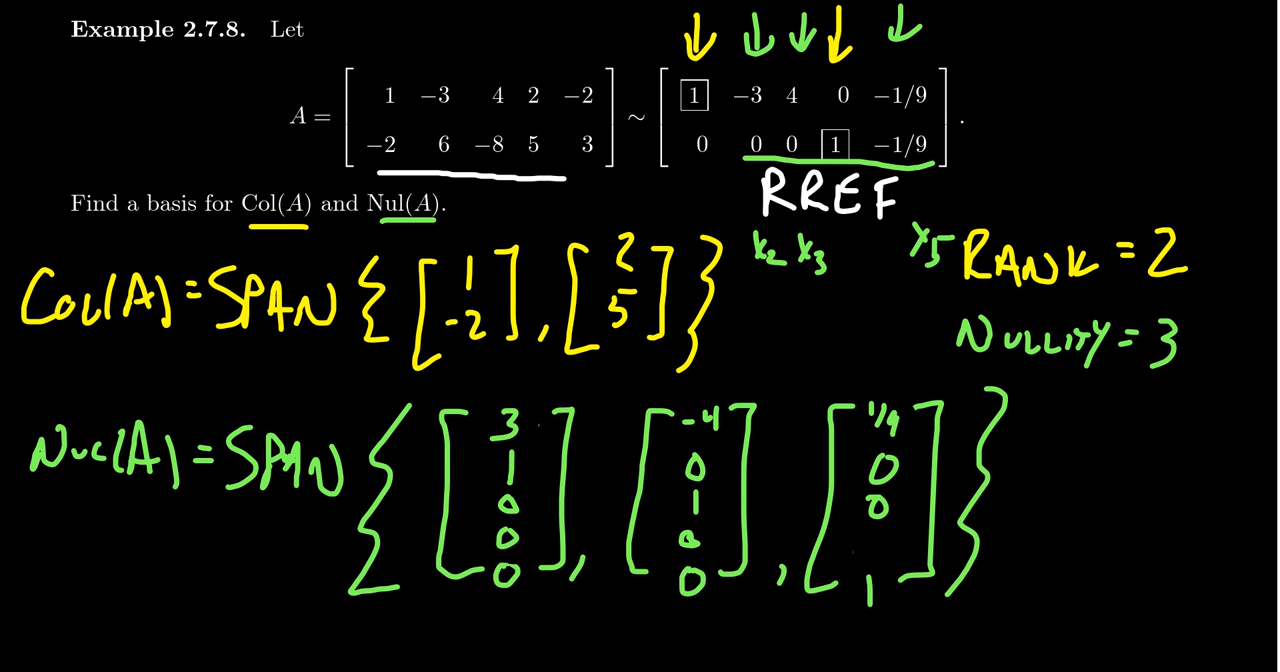 Example 2.7.8. Let
A = [ 1 −3 4 2 −2 ; −2 6 −8 5 3 ] ∼ [ 1 −3 4 0 −1/9 ; 0 0 0 1 −1/9 ].
RREF
Find a basis for Col(A) and Nul(A).
x2 x3 x5
RANK = 2
Col(A) = SPAN { [ 1 -2 ], [ 2 5 ] }
NULLITY = 3
Nul(A) = SPAN { [ 3 1 0 0 0 ], [ -4 0 1 0 0 ], [ 1/9 0 0 1 ] }